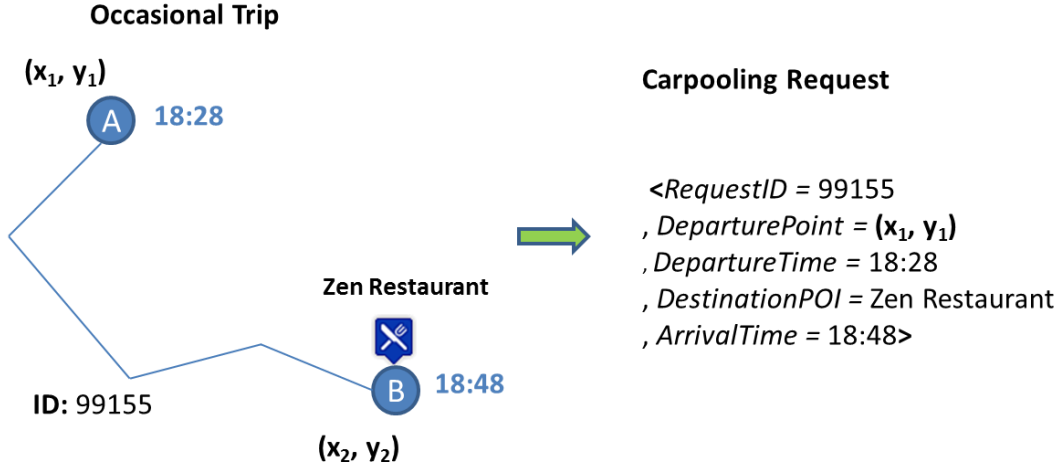 Occasional Trip
(x₁, y₁)
A 18:28
Zen Restaurant
B 18:48
ID: 99155
(x₂, y₂)
Carpooling Request
<RequestID = 99155
, DeparturePoint = (x₁, y₁)
, DepartureTime = 18:28
, DestinationPOI = Zen Restaurant
, ArrivalTime = 18:48>